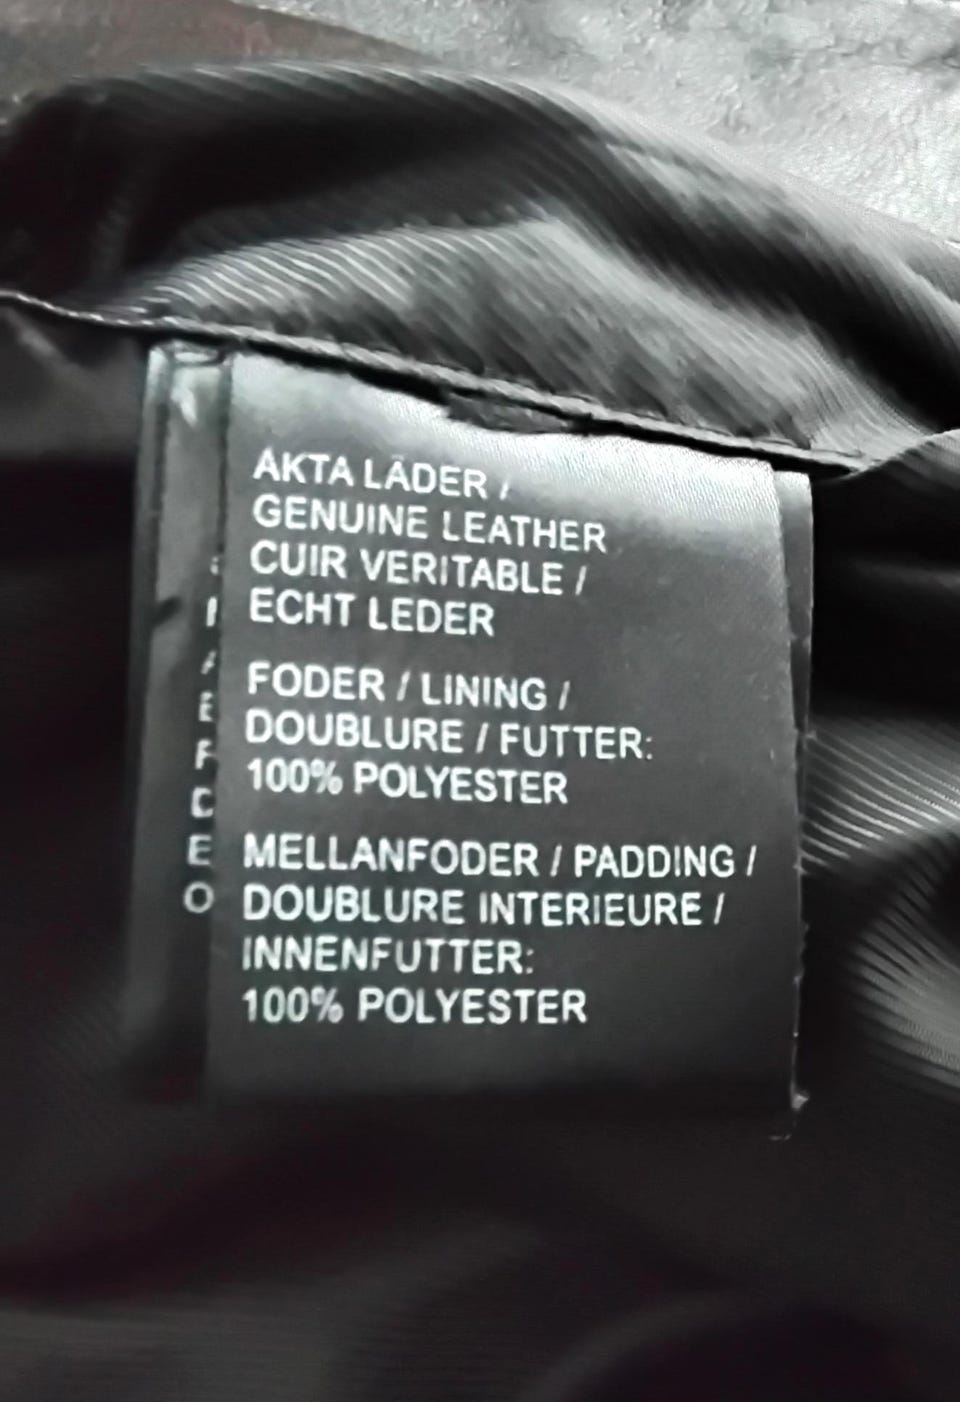 ÄKTA LÄDER /
GENUINE LEATHER
CUIR VERITABLE /
ECHT LEDER
FODER / LINING /
DOUBLURE / FUTTER:
100% POLYESTER
MELLANFODER / PADDING /
DOUBLURE INTERIEURE /
INNENFUTTER:
100% POLYESTER